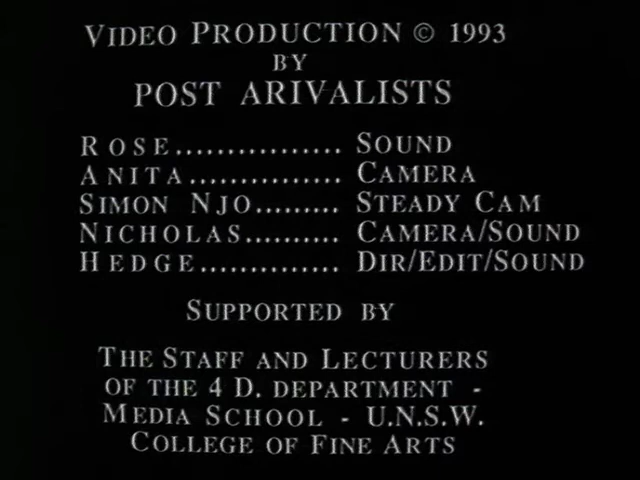 VIDEO PRODUCTION © 1993
BY
POST ARIVALISTS
ROSE................ SOUND
ANITA............... CAMERA
SIMON NJO......... STEADY CAM
NICHOLAS.......... CAMERA/SOUND
HEDGE.............. DIR/EDIT/SOUND
SUPPORTED BY
THE STAFF AND LECTURERS
OF THE 4 D. DEPARTMENT -
MEDIA SCHOOL - U.N.S.W.
COLLEGE OF FINE ARTS